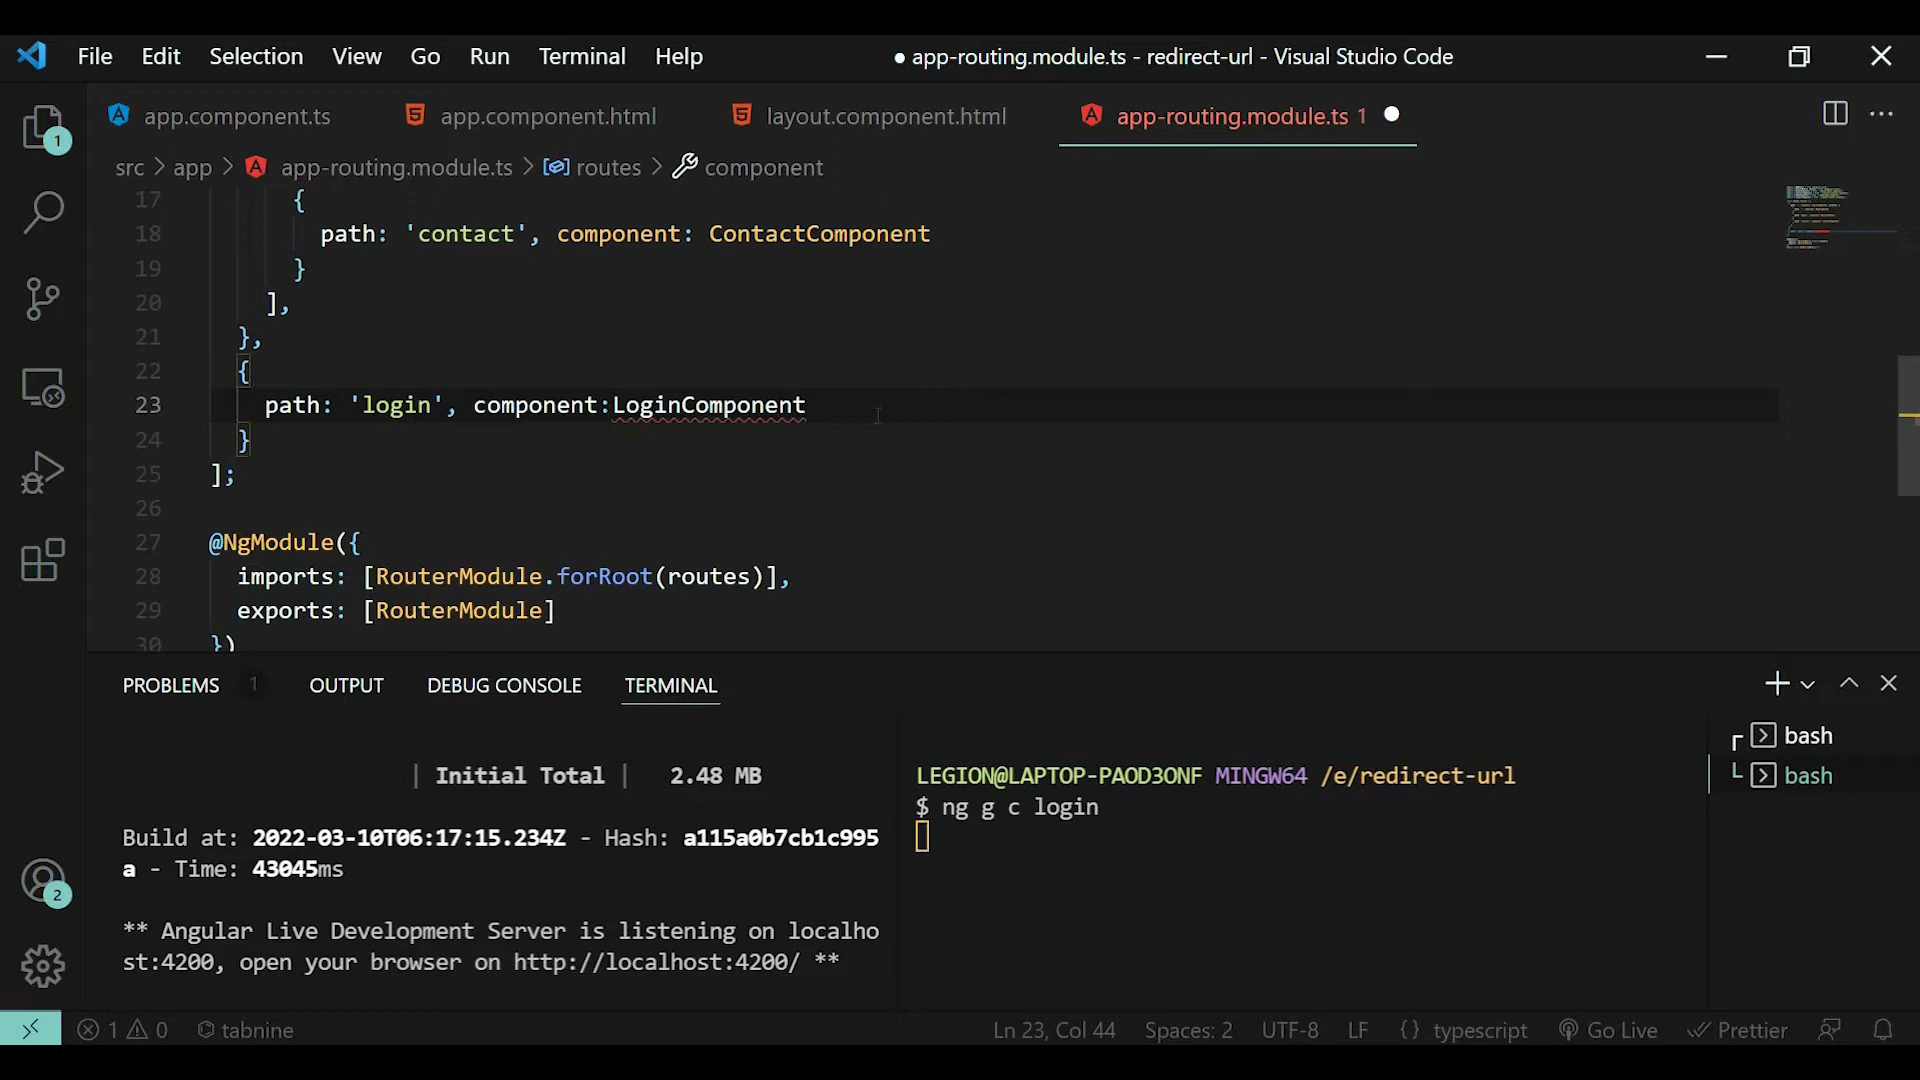 File Edit Selection View Go Run Terminal Help ● app-routing.module.ts - redirect-url - Visual Studio Code
app.component.ts app.component.html layout.component.html app-routing.module.ts 1
1
src > app > app-routing.module.ts > routes > component
17 {
18 path: 'contact', component: ContactComponent
19 }
20 ],
21 },
22 {
23 path: 'login', component:LoginComponent
24 }
25 ];
26
27 @NgModule({
28 imports: [RouterModule.forRoot(routes)],
29 exports: [RouterModule]
30 })
PROBLEMS 1 OUTPUT DEBUG CONSOLE TERMINAL
bash
bash
| Initial Total | 2.48 MB
Build at: 2022-03-10T06:17:15.234Z - Hash: a115a0b7cb1c995
a - Time: 43045ms
** Angular Live Development Server is listening on localho
st:4200, open your browser on http://localhost:4200/ **
LEGION@LAPTOP-PAOD3ONF MINGW64 /e/redirect-url
$ ng g c login
2
1 0 tabnine Ln 23, Col 44 Spaces: 2 UTF-8 LF {} typescript Go Live Prettier